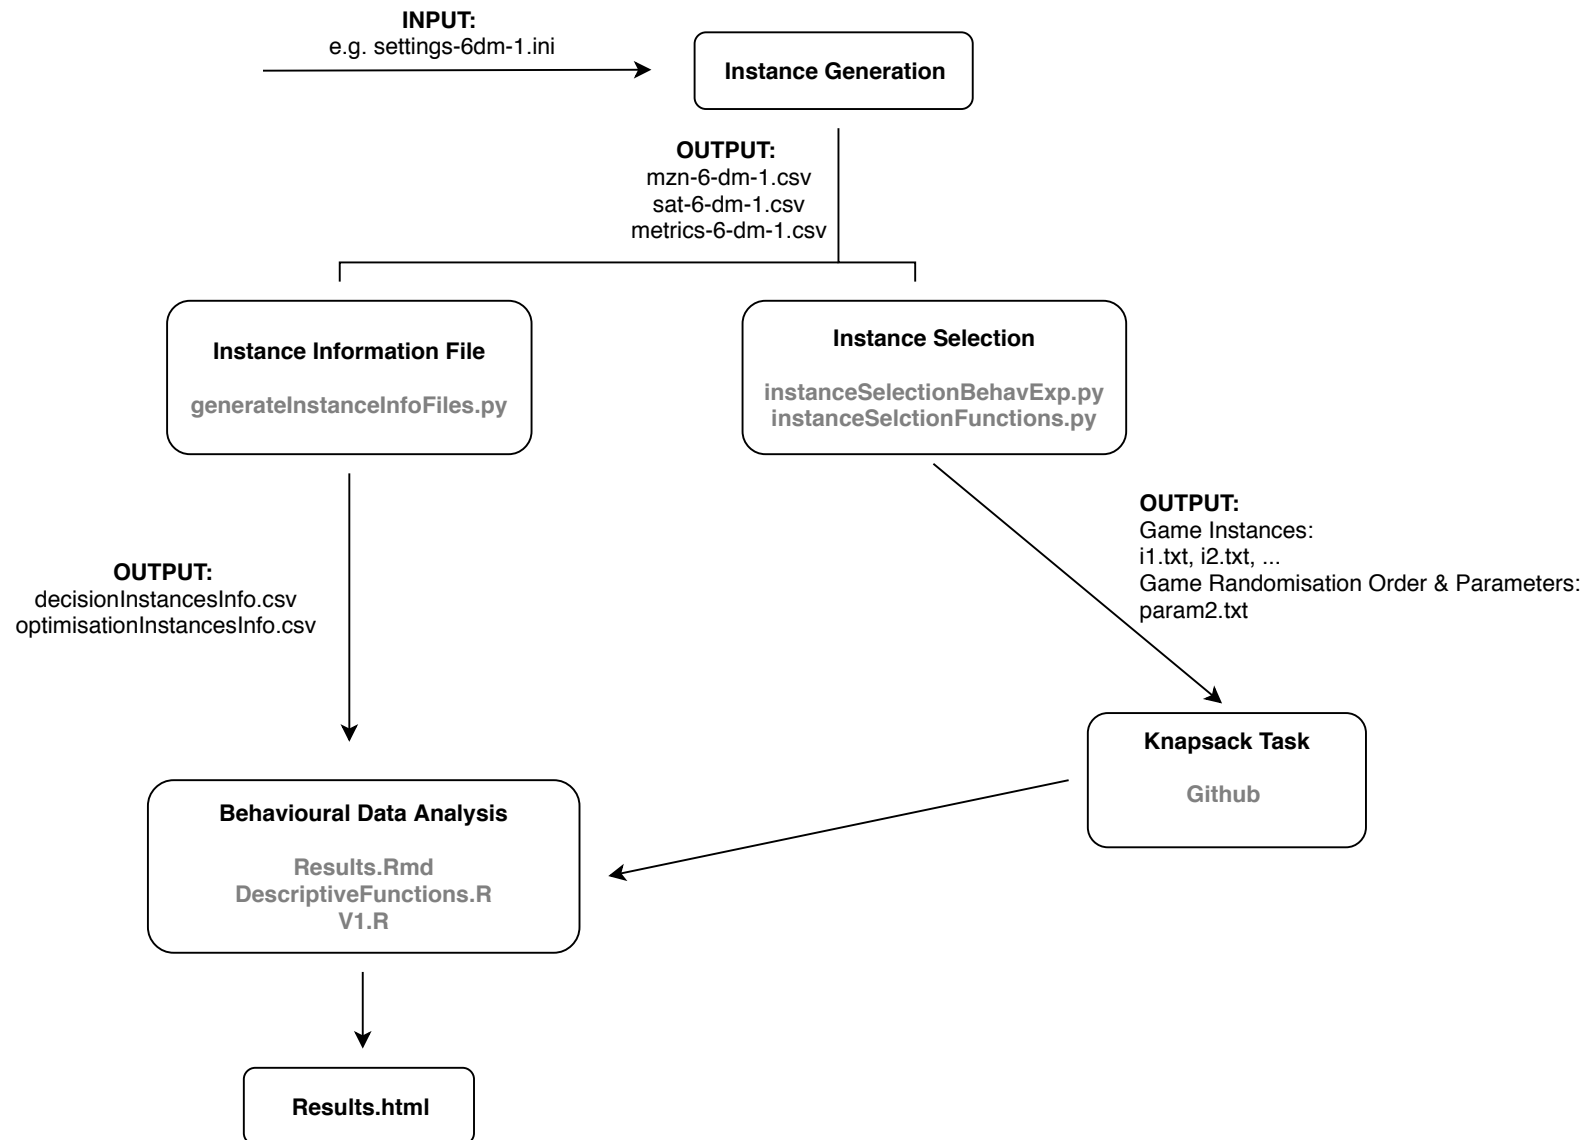 INPUT:
e.g. settings-6dm-1.ini
Instance Generation
OUTPUT:
mzn-6-dm-1.csv
sat-6-dm-1.csv
metrics-6-dm-1.csv
Instance Information File
generateInstanceInfoFiles.py
Instance Selection
instanceSelectionBehavExp.py
instanceSelctionFunctions.py
OUTPUT:
decisionInstancesInfo.csv
optimisationInstancesInfo.csv
OUTPUT:
Game Instances:
i1.txt, i2.txt, ...
Game Randomisation Order & Parameters:
param2.txt
Knapsack Task
Github
Behavioural Data Analysis
Results.Rmd
DescriptiveFunctions.R
V1.R
Results.html